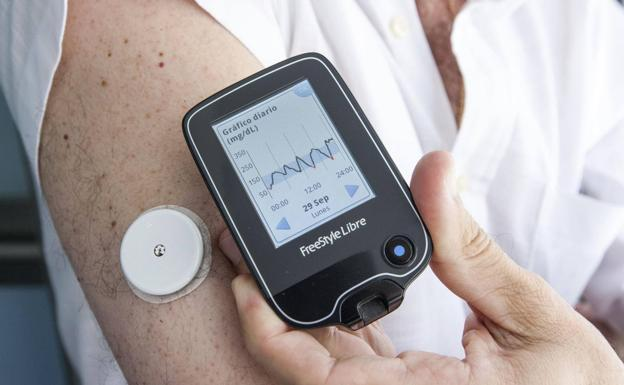 Gráfico diario
(mg/dL)
350
250
150
50
00:00
12:00
24:00
29 Sep
Lunes
FreeStyle Libre